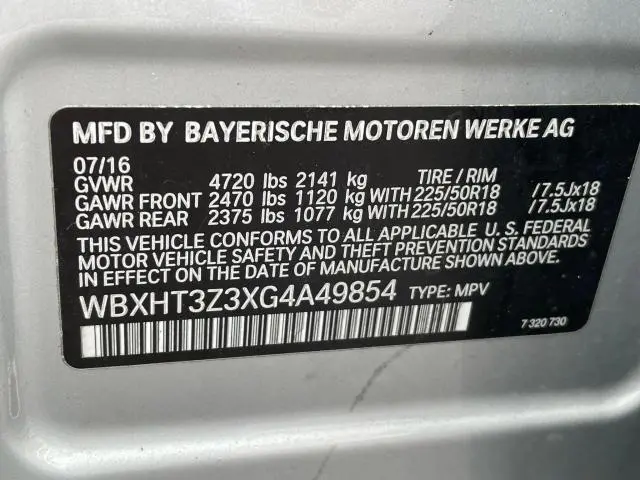 MFD BY BAYERISCHE MOTOREN WERKE AG
07/16
GVWR 4720 lbs 2141 kg TIRE / RIM
GAWR FRONT 2470 lbs 1120 kg WITH 225/50R18 /7.5Jx18
GAWR REAR 2375 lbs 1077 kg WITH 225/50R18 /7.5Jx18
THIS VEHICLE CONFORMS TO ALL APPLICABLE U. S. FEDERAL
MOTOR VEHICLE SAFETY AND THEFT PREVENTION STANDARDS
IN EFFECT ON THE DATE OF MANUFACTURE SHOWN ABOVE.
WBXHT3Z3XG4A49854 TYPE: MPV
7 320 730